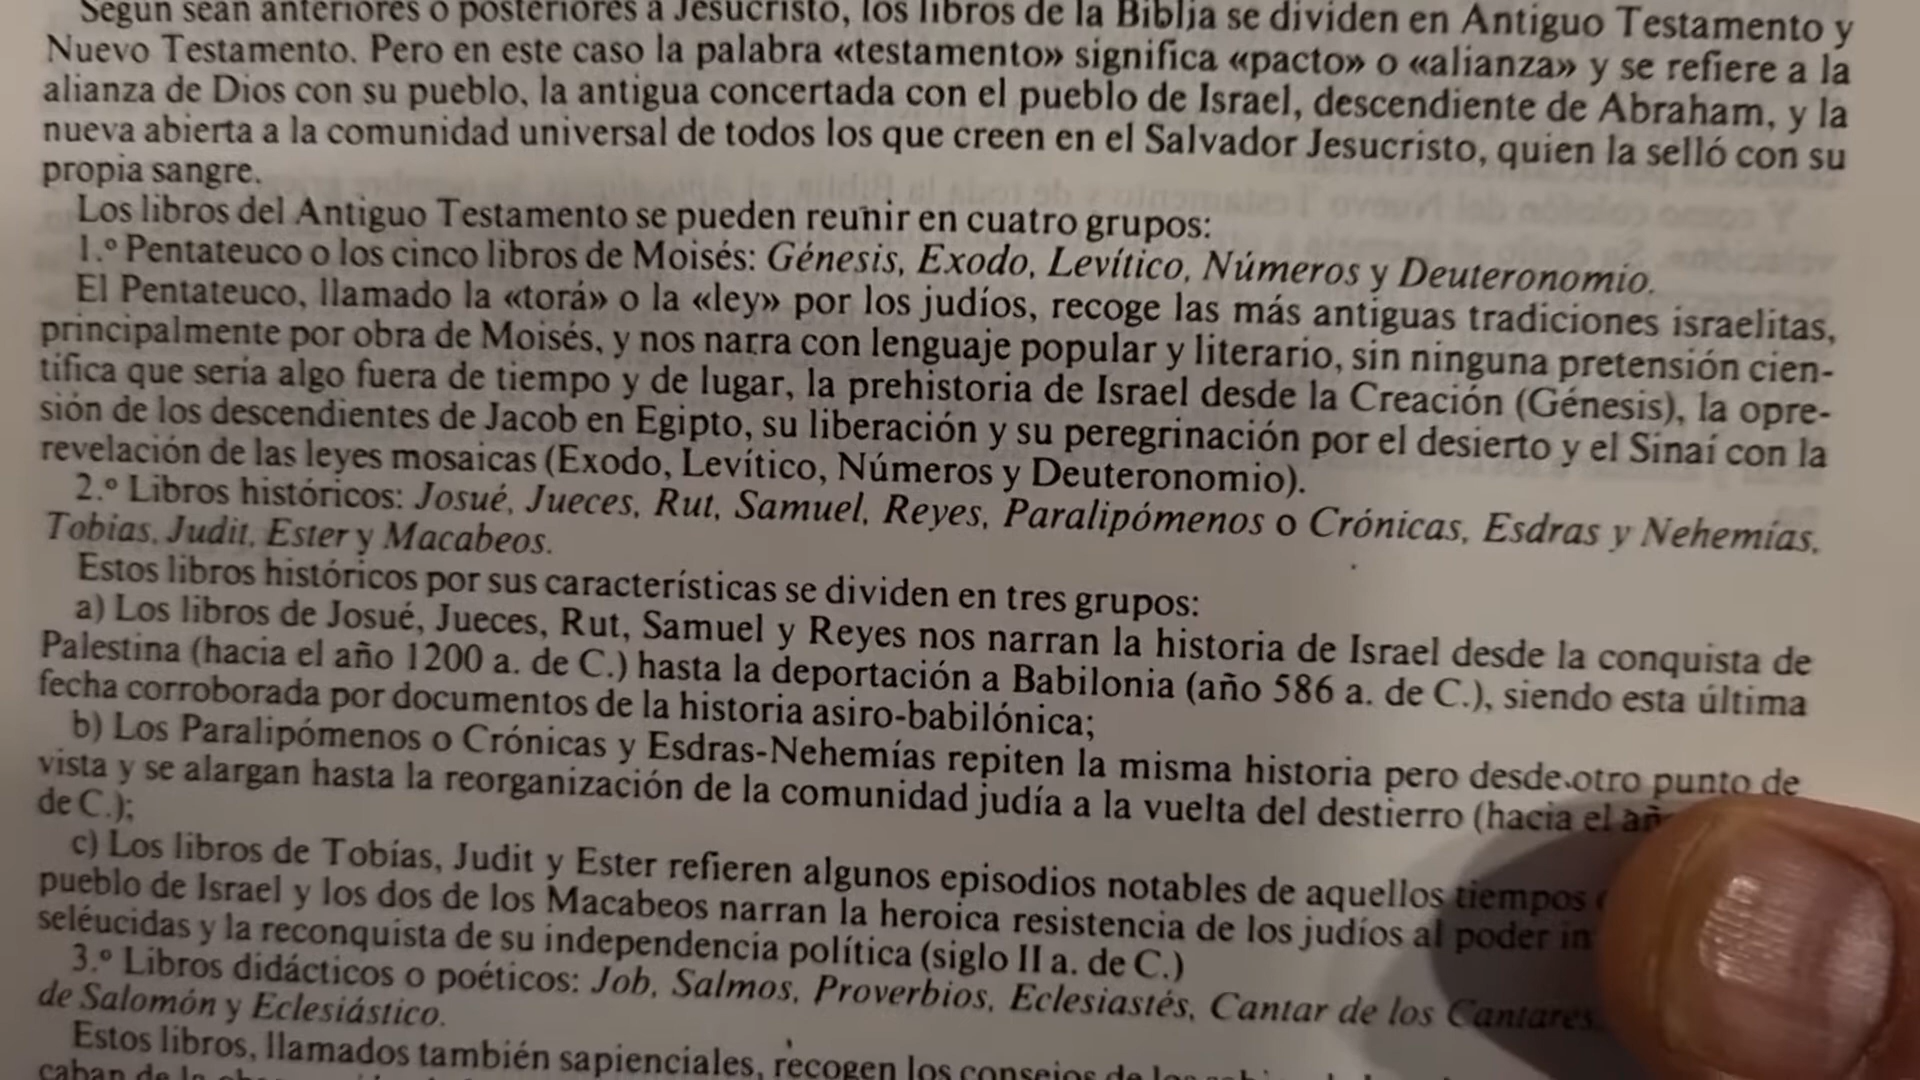 Según sean anteriores o posteriores a Jesucristo, los libros de la Biblia se dividen en Antiguo Testamento y
Nuevo Testamento. Pero en este caso la palabra «testamento» significa «pacto» o «alianza» y se refiere a la
alianza de Dios con su pueblo, la antigua concertada con el pueblo de Israel, descendiente de Abraham, y la
nueva abierta a la comunidad universal de todos los que creen en el Salvador Jesucristo, quien la selló con su
propia sangre.
Los libros del Antiguo Testamento se pueden reunir en cuatro grupos:
1.º Pentateuco o los cinco libros de Moisés: Génesis, Exodo, Levítico, Números y Deuteronomio.
El Pentateuco, llamado la «torá» o la «ley» por los judíos, recoge las más antiguas tradiciones israelitas,
principalmente por obra de Moisés, y nos narra con lenguaje popular y literario, sin ninguna pretensión cien-
tífica que sería algo fuera de tiempo y de lugar, la prehistoria de Israel desde la Creación (Génesis), la opre-
sión de los descendientes de Jacob en Egipto, su liberación y su peregrinación por el desierto y el Sinaí con la
revelación de las leyes mosaicas (Exodo, Levítico, Números y Deuteronomio).
2.º Libros históricos: Josué, Jueces, Rut, Samuel, Reyes, Paralipómenos o Crónicas, Esdras y Nehemías,
Tobías, Judit, Ester y Macabeos.
Estos libros históricos por sus características se dividen en tres grupos:
a) Los libros de Josué, Jueces, Rut, Samuel y Reyes nos narran la historia de Israel desde la conquista de
Palestina (hacia el año 1200 a. de C.) hasta la deportación a Babilonia (año 586 a. de C.), siendo esta última
fecha corroborada por documentos de la historia asiro-babilónica;
b) Los Paralipómenos o Crónicas y Esdras-Nehemías repiten la misma historia pero desde otro punto de
vista y se alargan hasta la reorganización de la comunidad judía a la vuelta del destierro (hacia el
de C.);
c) Los libros de Tobías, Judit y Ester refieren algunos episodios notables de aquellos tiempos
pueblo de Israel y los dos de los Macabeos narran la heroica resistencia de los judíos al poder
seléucidas y la reconquista de su independencia política (siglo II a. de C.)
3.º Libros didácticos o poéticos: Job, Salmos, Proverbios, Eclesiastés, Cantar de los Cantares
de Salomón y Eclesiástico.
Estos libros, llamados también sapienciales, recogen los consejos de